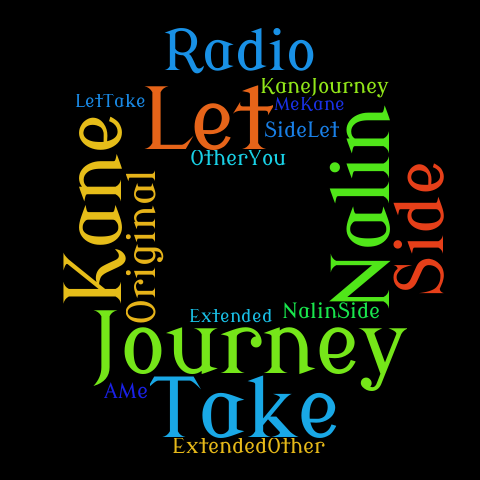 Radio
KaneJourney
LetTake
Let
MeKane
SideLet
OtherYou
Kane
Original
Nalin
Side
Extended
NalinSide
Journey
AMe
Take
ExtendedOther